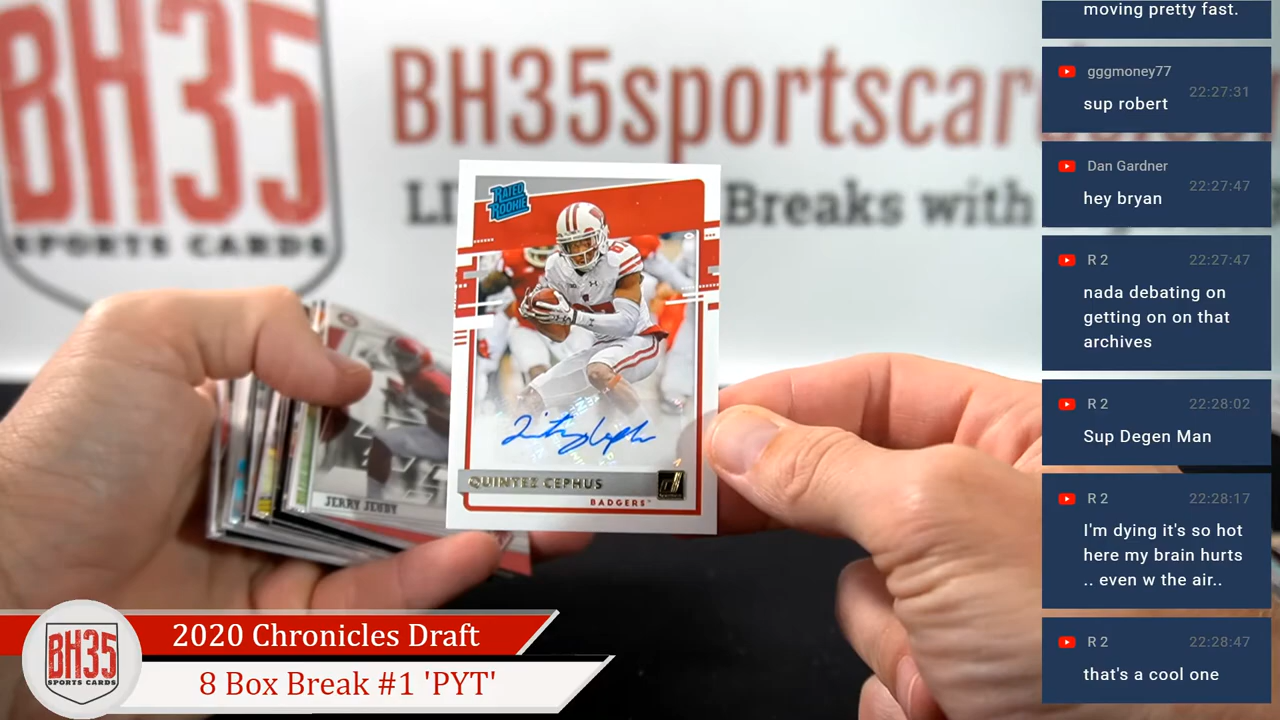 BH35
SPORTS CARDS
BH35sportscar
Breaks with
RATED
ROOKIE
QUINTEZ CEPHUS
BADGERS
JERRY JEUDY
BH35
SPORTS CARDS
2020 Chronicles Draft
8 Box Break #1 'PYT'
moving pretty fast.
gggmoney77
22:27:31
sup robert
Dan Gardner
22:27:47
hey bryan
R 2
22:27:47
nada debating on
getting on on that
archives
R 2
22:28:02
Sup Degen Man
R 2
22:28:17
I'm dying it's so hot
here my brain hurts
.. even w the air..
R 2
22:28:47
that's a cool one